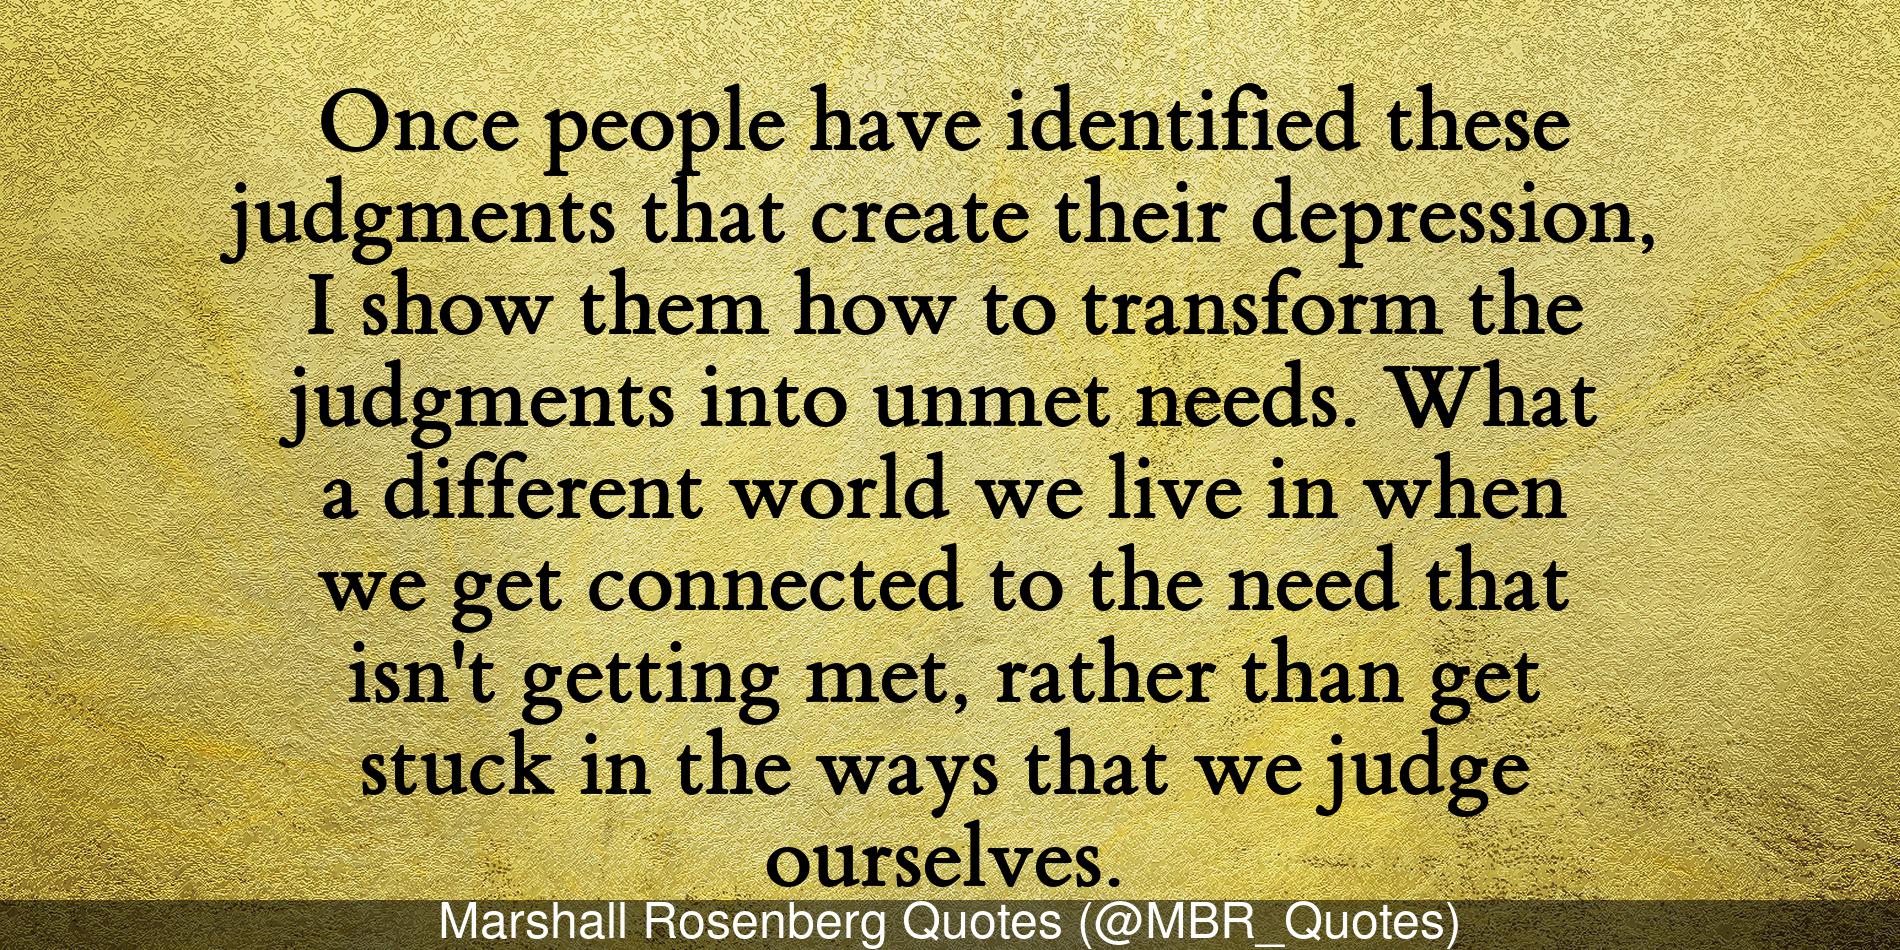 Once people have identified these
judgments that create their depression,
I show them how to transform the
judgments into unmet needs. What
a different world we live in when
we get connected to the need that
isn't getting met, rather than get
stuck in the ways that we judge
ourselves.
Marshall Rosenberg Quotes (@MBR_Quotes)